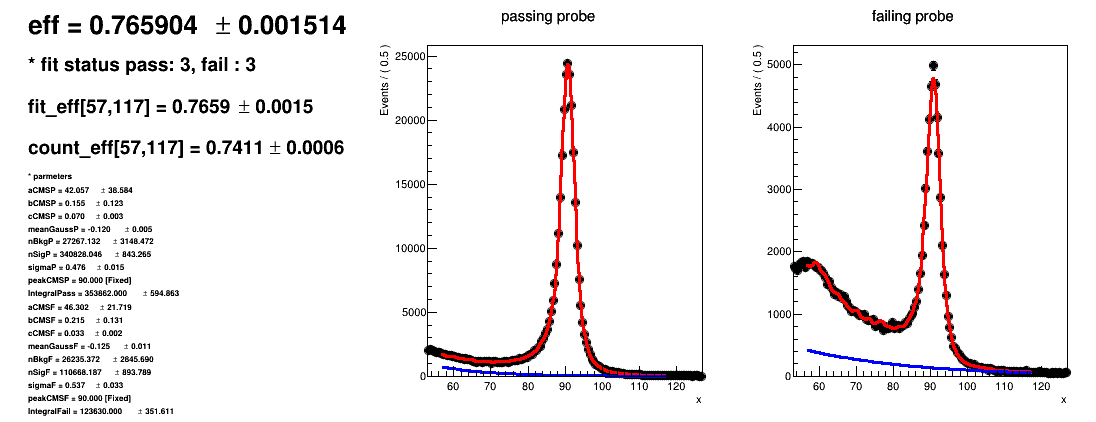 eff = 0.765904 ± 0.001514
* fit status pass: 3, fail : 3
fit_eff[57,117] = 0.7659 ± 0.0015
count_eff[57,117] = 0.7411 ± 0.0006
* parmeters
aCMSP = 42.057 ± 38.584
bCMSP = 0.155 ± 0.123
cCMSP = 0.070 ± 0.003
meanGaussP = -0.120 ± 0.005
nBkgP = 27267.132 ± 3148.472
nSigP = 340828.046 ± 843.265
sigmaP = 0.476 ± 0.015
peakCMSP = 90.000 [Fixed]
IntegralPass = 353862.000 ± 594.863
aCMSF = 46.302 ± 21.719
bCMSF = 0.215 ± 0.131
cCMSF = 0.033 ± 0.002
meanGaussF = -0.125 ± 0.011
nBkgF = 26235.372 ± 2845.690
nSigF = 110668.187 ± 893.789
sigmaF = 0.537 ± 0.033
peakCMSF = 90.000 [Fixed]
IntegralFail = 123630.000 ± 351.611
passing probe
Events / ( 0.5 )
25000
20000
15000
10000
5000
0
60 70 80 90 100 110 120
x
failing probe
Events / ( 0.5 )
5000
4000
3000
2000
1000
0
60 70 80 90 100 110 120
x